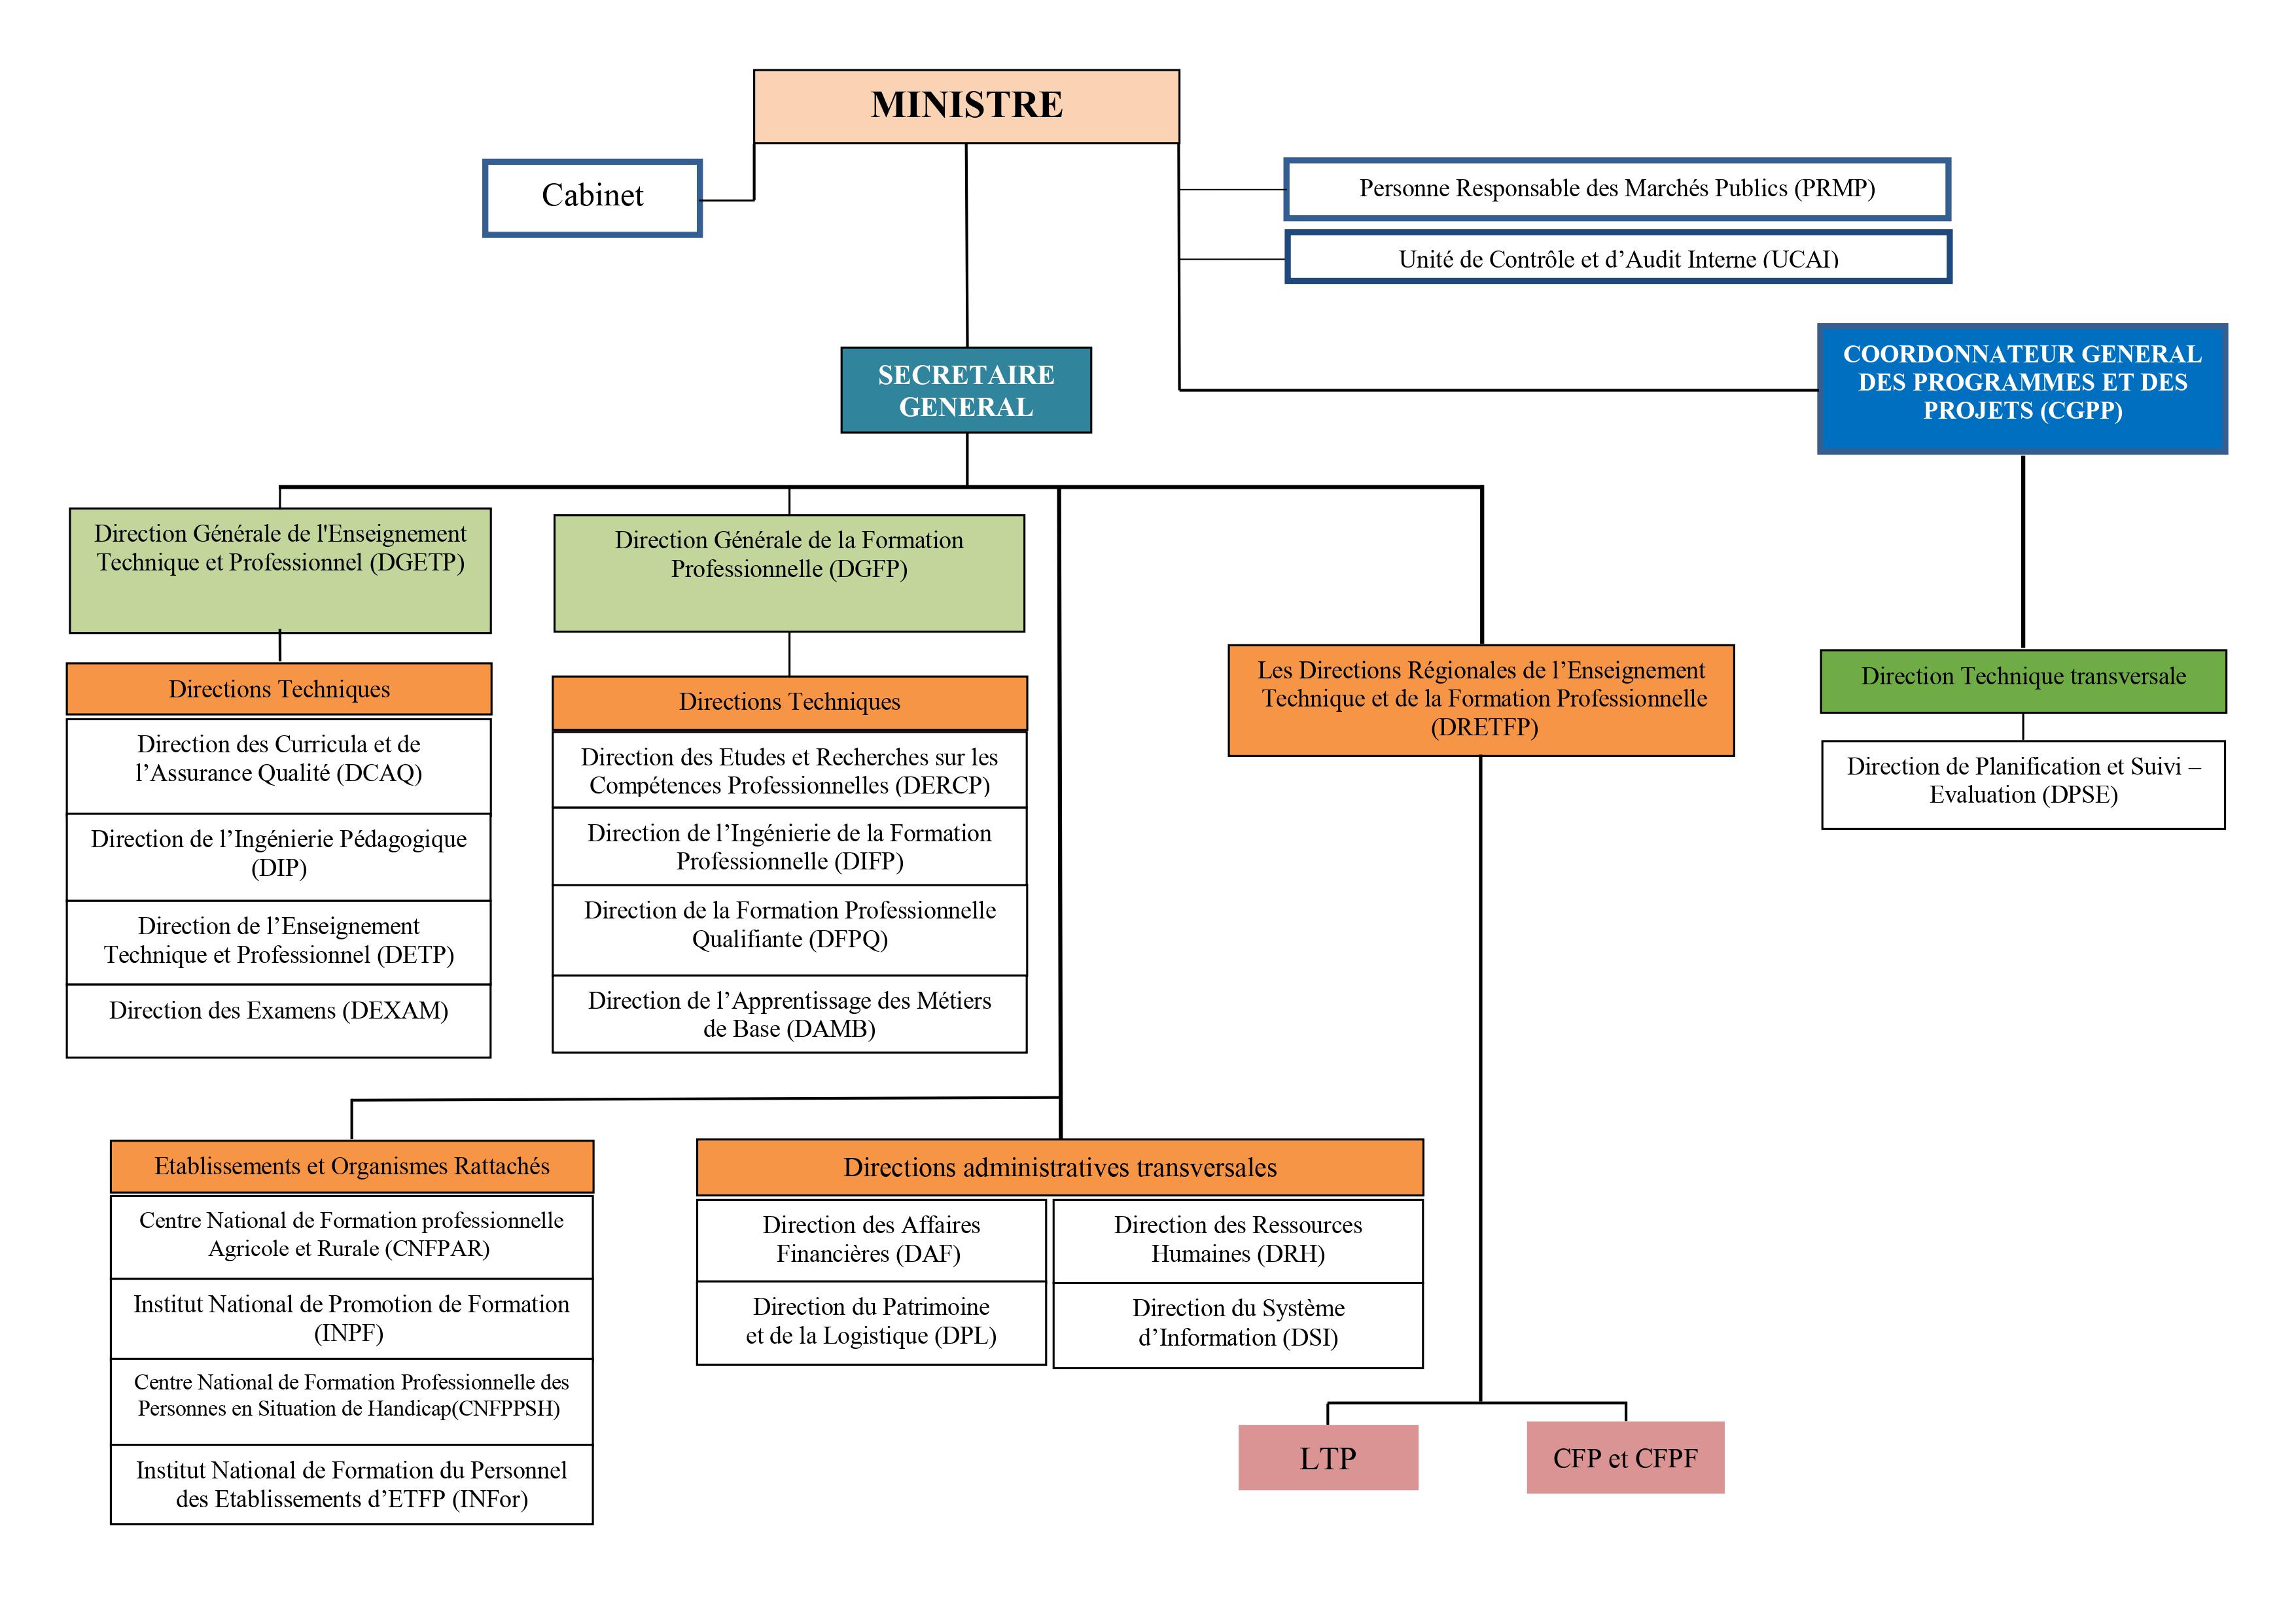 MINISTRE
Cabinet
Personne Responsable des Marchés Publics (PRMP)
Unité de Contrôle et d’Audit Interne (UCAI)
SECRETAIRE
GENERAL
COORDONNATEUR GENERAL
DES PROGRAMMES ET DES
PROJETS (CGPP)
Direction Générale de l'Enseignement
Technique et Professionnel (DGETP)
Direction Générale de la Formation
Professionnelle (DGFP)
Directions Techniques
Direction des Curricula et de
l’Assurance Qualité (DCAQ)
Direction de l’Ingénierie Pédagogique
(DIP)
Direction de l’Enseignement
Technique et Professionnel (DETP)
Direction des Examens (DEXAM)
Directions Techniques
Direction des Etudes et Recherches sur les
Compétences Professionnelles (DERCP)
Direction de l’Ingénierie de la Formation
Professionnelle (DIFP)
Direction de la Formation Professionnelle
Qualifiante (DFPQ)
Direction de l’Apprentissage des Métiers
de Base (DAMB)
Les Directions Régionales de l’Enseignement
Technique et de la Formation Professionnelle
(DRETFP)
Direction Technique transversale
Direction de Planification et Suivi –
Evaluation (DPSE)
Etablissements et Organismes Rattachés
Centre National de Formation professionnelle
Agricole et Rurale (CNFPAR)
Institut National de Promotion de Formation
(INPF)
Centre National de Formation Professionnelle des
Personnes en Situation de Handicap(CNFPPSH)
Institut National de Formation du Personnel
des Etablissements d’ETFP (INFor)
Directions administratives transversales
Direction des Affaires
Financières (DAF)
Direction des Ressources
Humaines (DRH)
Direction du Patrimoine
et de la Logistique (DPL)
Direction du Système
d’Information (DSI)
LTP
CFP et CFPF